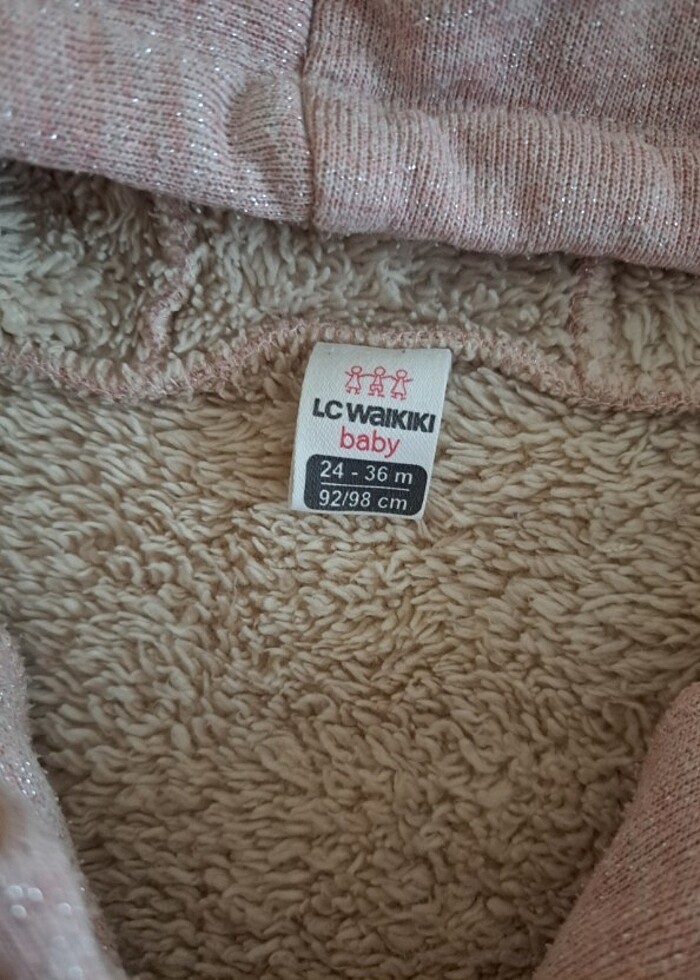 LC WAIKIKI
baby
24 - 36 m
92/98 cm